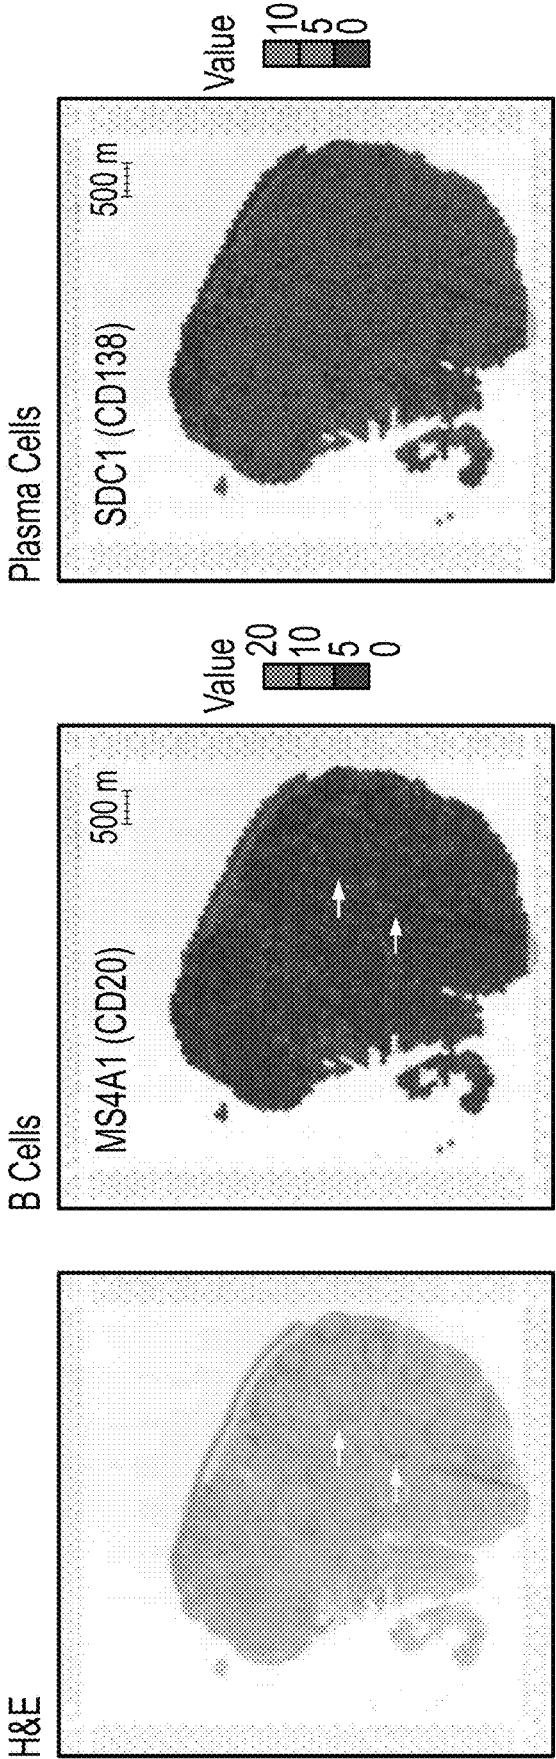 H&E
B Cells
MS4A1 (CD20)
500 m
Value
20
10
5
0
Plasma Cells
SDC1 (CD138)
500 m
Value
10
5
0